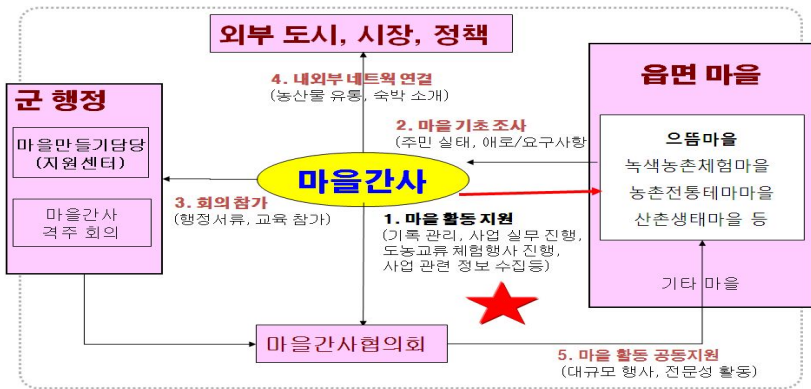 외부 도시, 시장, 정책
4. 내외부 네트웍 연결
(농산물 유통, 숙박 소개)
군 행정
마을만들기담당
(지원센터)
마을간사
격주 회의
읍면 마을
으뜸마을
녹색농촌체험마을
농촌전통테마마을
산촌생태마을 등
기타 마을
2. 마을 기초 조사
(주민 실태, 애로/요구사항)
마을간사
3. 회의 참가
(행정서류, 교육 참가)
1. 마을 활동 지원
(기록 관리, 사업 실무 진행,
도농교류 체험행사 진행,
사업 관련 정보 수집등)
마을간사협의회
5. 마을 활동 공동지원
(대규모 행사, 전문성 활동)